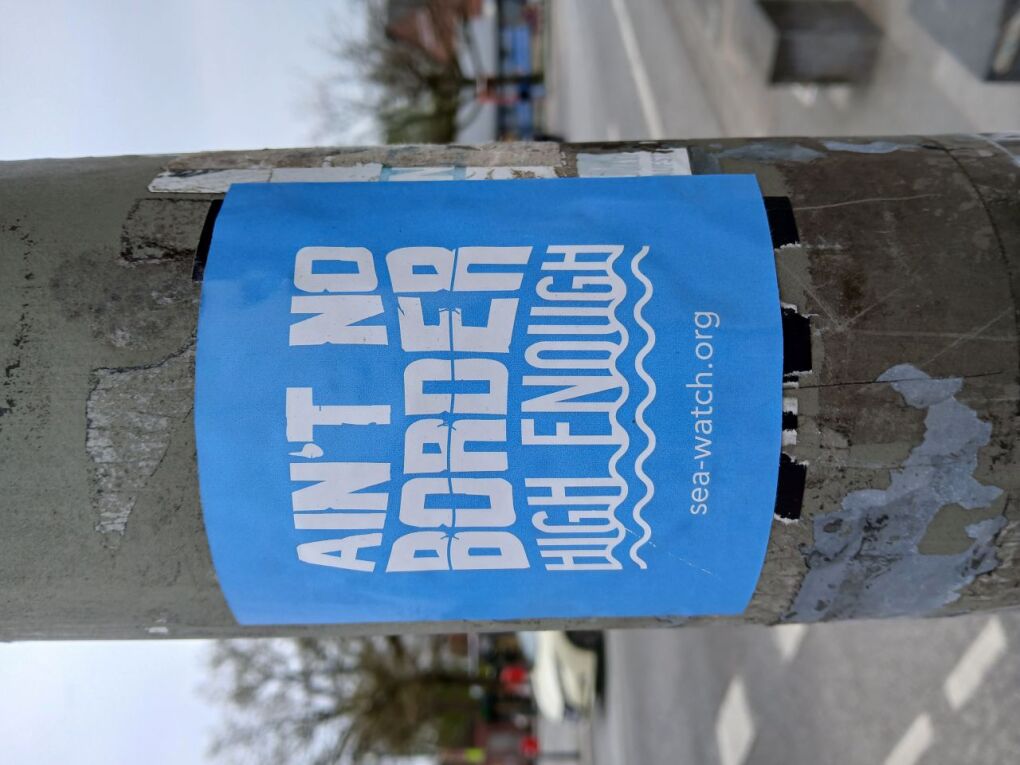 AIN'T NO
BORDER
HIGH ENOUGH
sea-watch.org